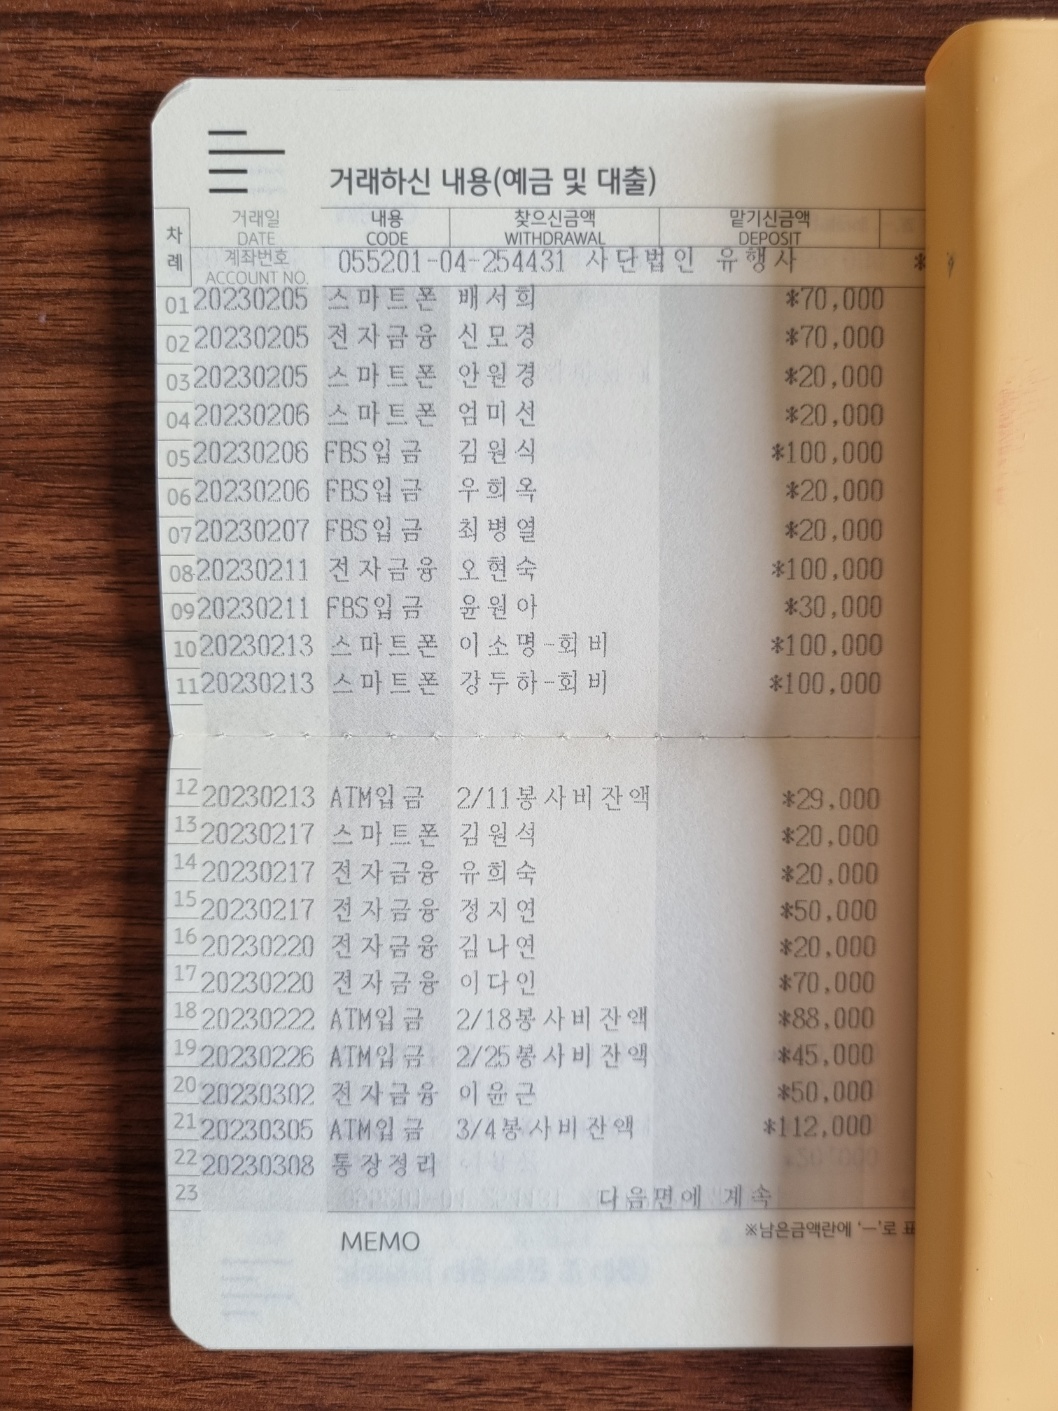 거래하신 내용(예금 및 대출)
차례 거래일 내용 찾으신금액 맡기신금액
DATE CODE WITHDRAWAL DEPOSIT
계좌번호 055201-04-254431 사단법인 유행사 *
ACCOUNT NO.
01 20230205 스마트폰 배서희 *70,000
02 20230205 전자금융 신모경 *70,000
03 20230205 스마트폰 안원경 *20,000
04 20230206 스마트폰 엄미선 *20,000
05 20230206 FBS입금 김원식 *100,000
06 20230206 FBS입금 우희옥 *20,000
07 20230207 FBS입금 최병열 *20,000
08 20230211 전자금융 오현숙 *100,000
09 20230211 FBS입금 윤원아 *30,000
10 20230213 스마트폰 이소명-회비 *100,000
11 20230213 스마트폰 강두하-회비 *100,000
12 20230213 ATM입금 2/11봉사비잔액 *29,000
13 20230217 스마트폰 김원석 *20,000
14 20230217 전자금융 유희숙 *20,000
15 20230217 전자금융 정지연 *50,000
16 20230220 전자금융 김나연 *20,000
17 20230220 전자금융 이다인 *70,000
18 20230222 ATM입금 2/18봉사비잔액 *88,000
19 20230226 ATM입금 2/25봉사비잔액 *45,000
20 20230302 전자금융 이윤근 *50,000
21 20230305 ATM입금 3/4봉사비잔액 *112,000
22 20230308 통장정리
23 다음면에 계속
MEMO ※남은금액란에 '-'로 표